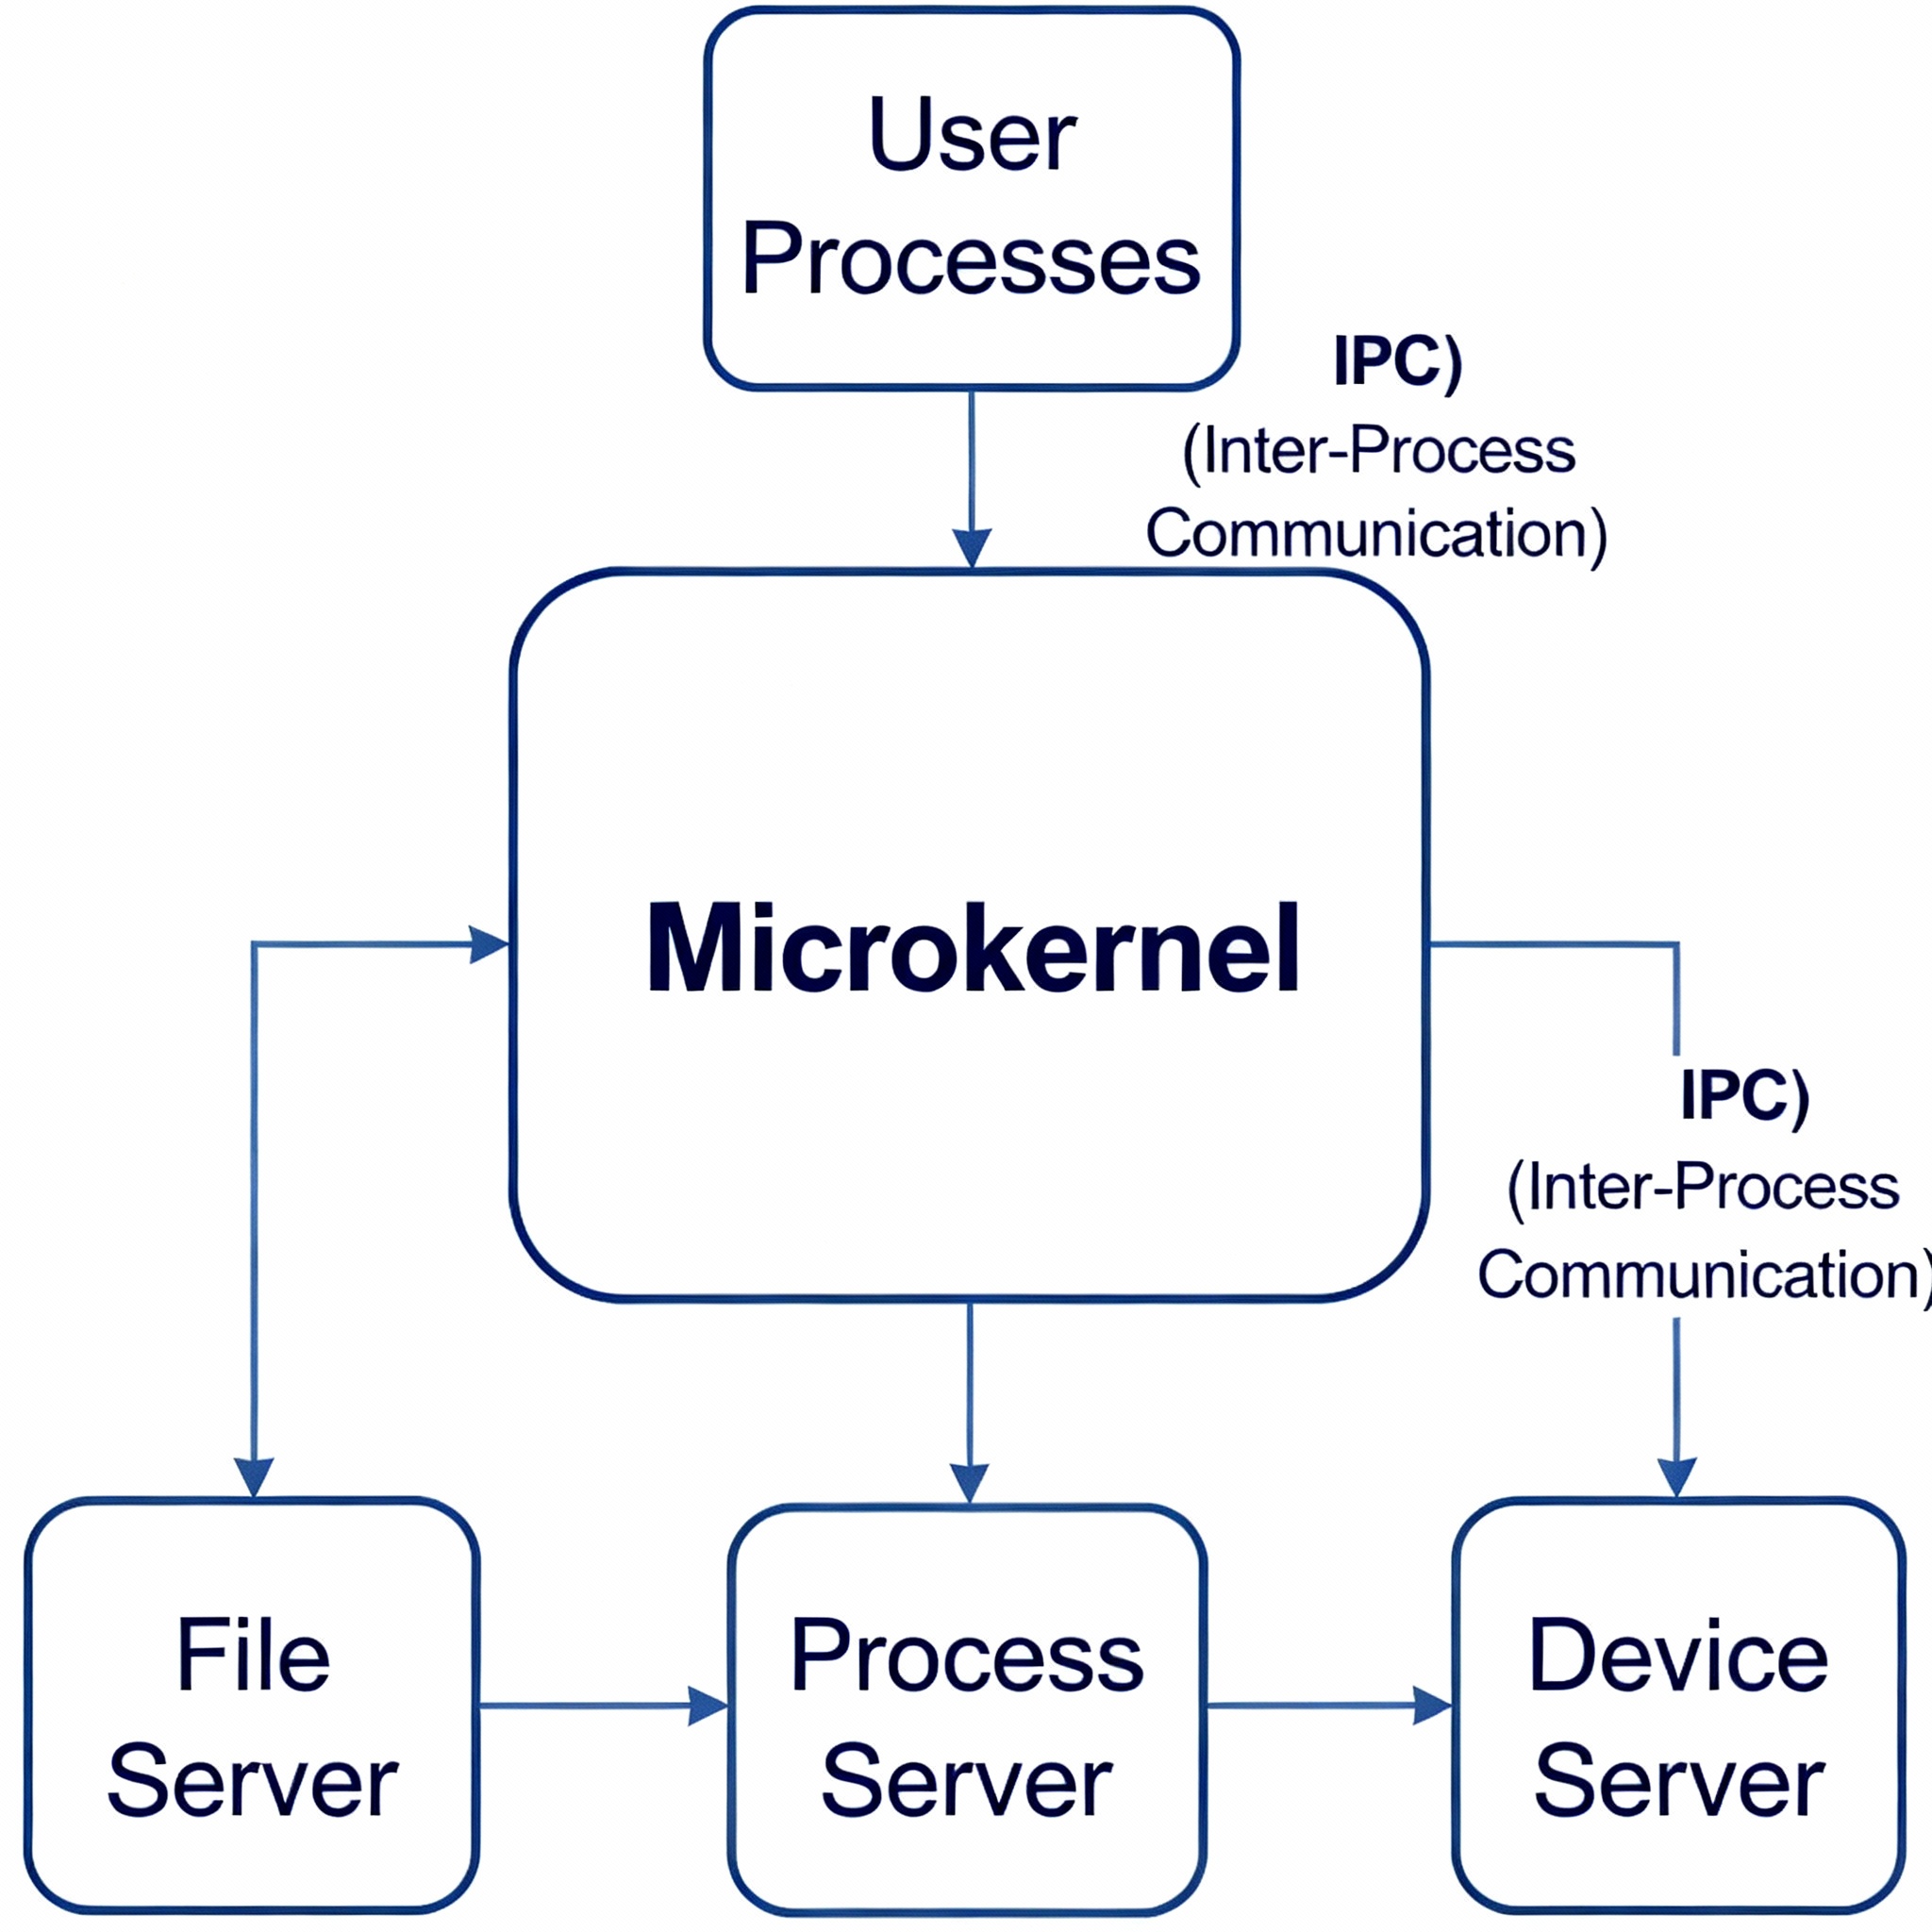 User
Processes
IPC)
(Inter-Process
Communication)
Microkernel
IPC)
(Inter-Process
Communication)
File
Server
Process
Server
Device
Server